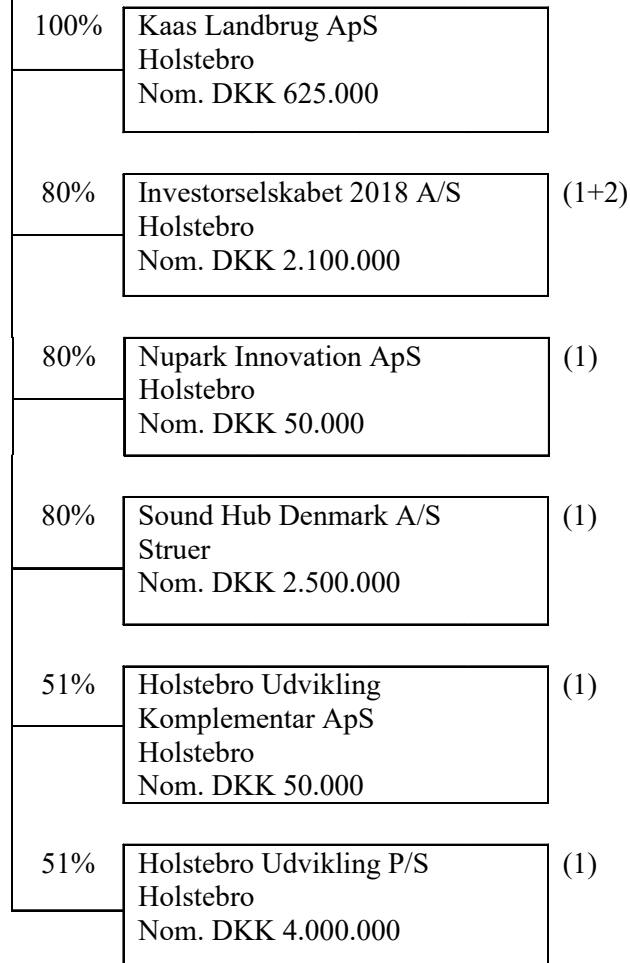 100% Kaas Landbrug ApS
Holstebro
Nom. DKK 625.000
80% Investorselskabet 2018 A/S (1+2)
Holstebro
Nom. DKK 2.100.000
80% Nupark Innovation ApS (1)
Holstebro
Nom. DKK 50.000
80% Sound Hub Denmark A/S (1)
Struer
Nom. DKK 2.500.000
51% Holstebro Udvikling (1)
Komplementar ApS
Holstebro
Nom. DKK 50.000
51% Holstebro Udvikling P/S (1)
Holstebro
Nom. DKK 4.000.000